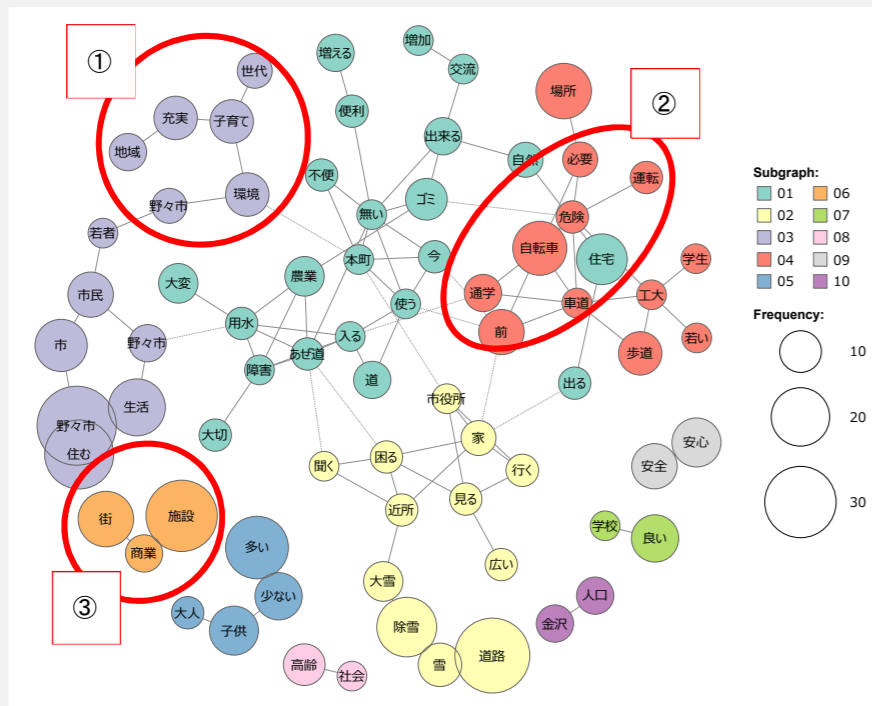 ①
世代
充実
子育て
地域
環境
野々市
若者
市民
市
野々市
生活
野々市
住む
増える
増加
交流
便利
出来る
自然
不便
ゴミ
無い
本町
今
農業
大変
使う
用水
入る
あぜ道
障害
道
大切
②
場所
必要
運転
危険
自転車
住宅
通学
車道
工大
学生
前
歩道
若い
出る
市役所
家
困る
聞く
行く
見る
近所
広い
大雪
除雪
雪
道路
③
街
施設
商業
多い
少ない
大人
子供
高齢
社会
安心
安全
学校
良い
人口
金沢
Subgraph:
01 06
02 07
03 08
04 09
05 10
Frequency:
10
20
30